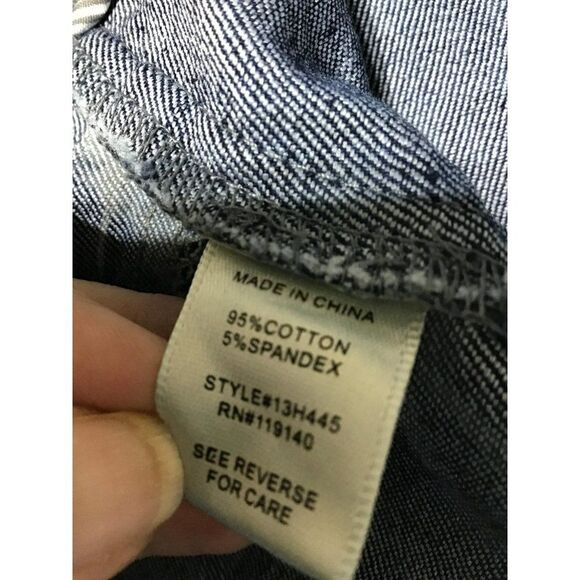 MADE IN CHINA
95%COTTON
5%SPANDEX
STYLE#13H445
RN#119140
SEE REVERSE
FOR CARE